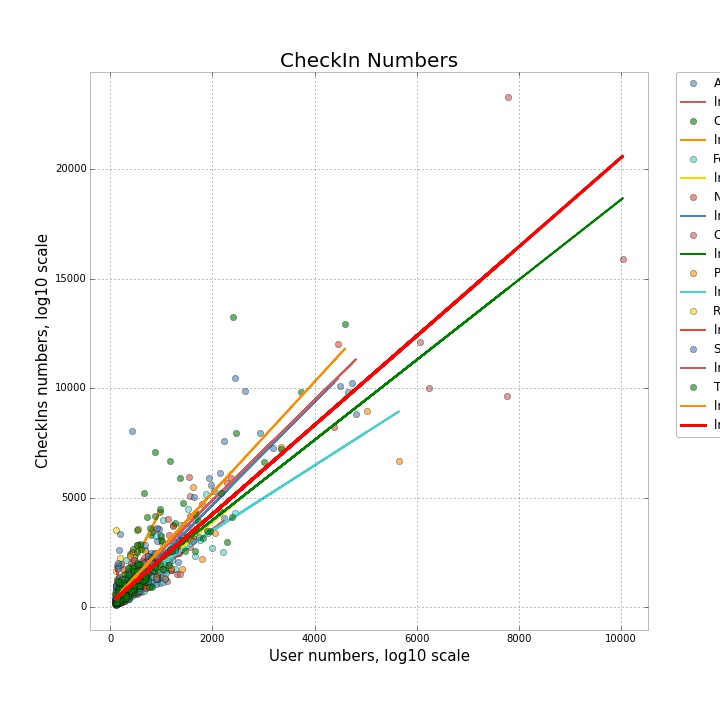 CheckIn Numbers
CheckIns numbers, log10 scale
20000
15000
10000
5000
0
0 2000 4000 6000 8000 10000
User numbers, log10 scale
A
In
C
In
Fo
In
N
In
C
In
P
In
R
In
S
In
T
In
In